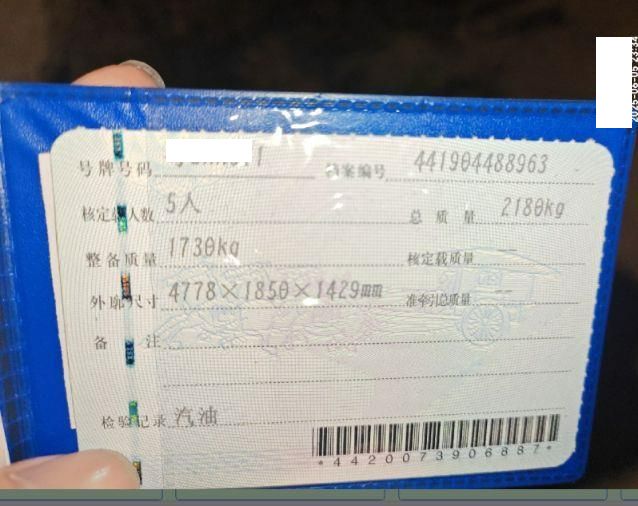 号牌号码 档案编号 441904488963
核定载人数 5人 总质量 2180kg
整备质量 1730kg 核定载质量
外廓尺寸 4778×1850×1429mm 准牵引总质量
备注
检验记录 汽油
*4420073906887*